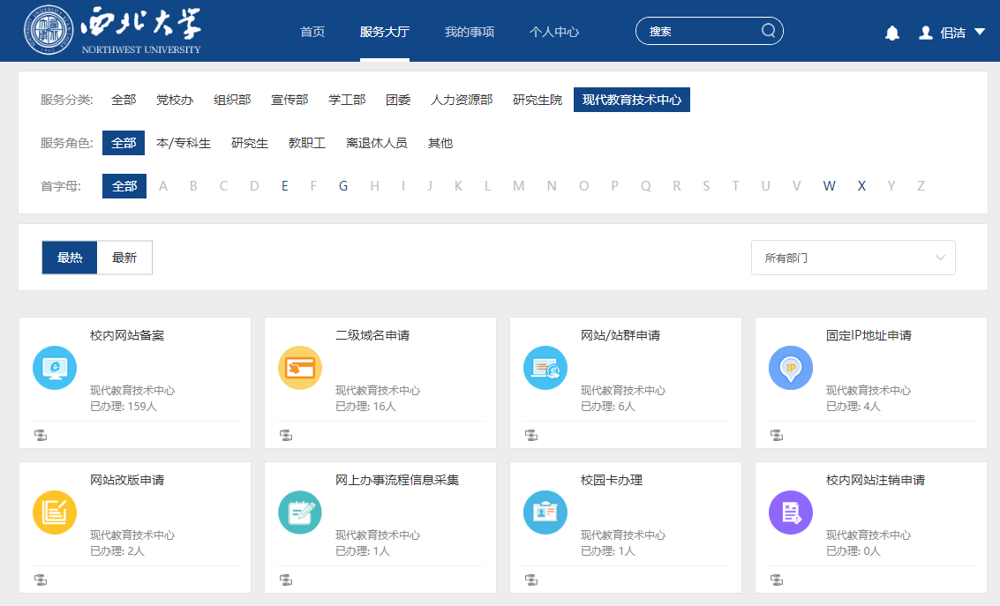 西北大学
NORTHWEST UNIVERSITY
首页 服务大厅 我的事项 个人中心 搜索 侣洁
服务分类: 全部 党校办 组织部 宣传部 学工部 团委 人力资源部 研究生院 现代教育技术中心
服务角色: 全部 本/专科生 研究生 教职工 离退休人员 其他
首字母: 全部 A B C D E F G H I J K L M N O P Q R S T U V W X Y Z
最热 最新 所有部门
校内网站备案
现代教育技术中心
已办理: 159人
二级域名申请
现代教育技术中心
已办理: 16人
网站/站群申请
现代教育技术中心
已办理: 6人
固定IP地址申请
IP
现代教育技术中心
已办理: 4人
网站改版申请
现代教育技术中心
已办理: 2人
网上办事流程信息采集
现代教育技术中心
已办理: 1人
校园卡办理
现代教育技术中心
已办理: 1人
校内网站注销申请
现代教育技术中心
已办理: 0人